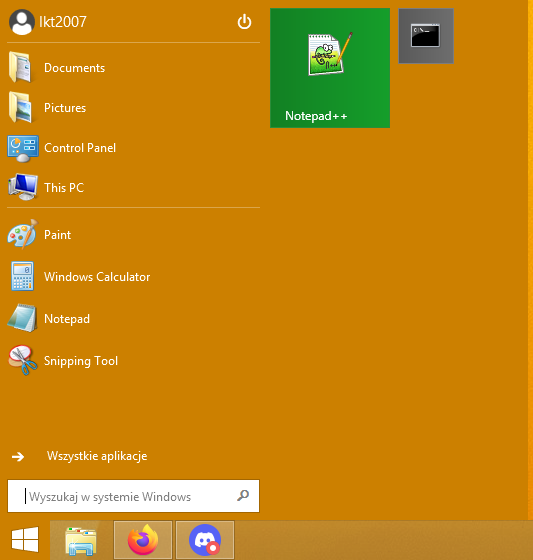 lkt2007
Documents
Pictures
Control Panel
This PC
Paint
Windows Calculator
Notepad
Snipping Tool
Wszystkie aplikacje
Wyszukaj w systemie Windows
Notepad++
C:\._